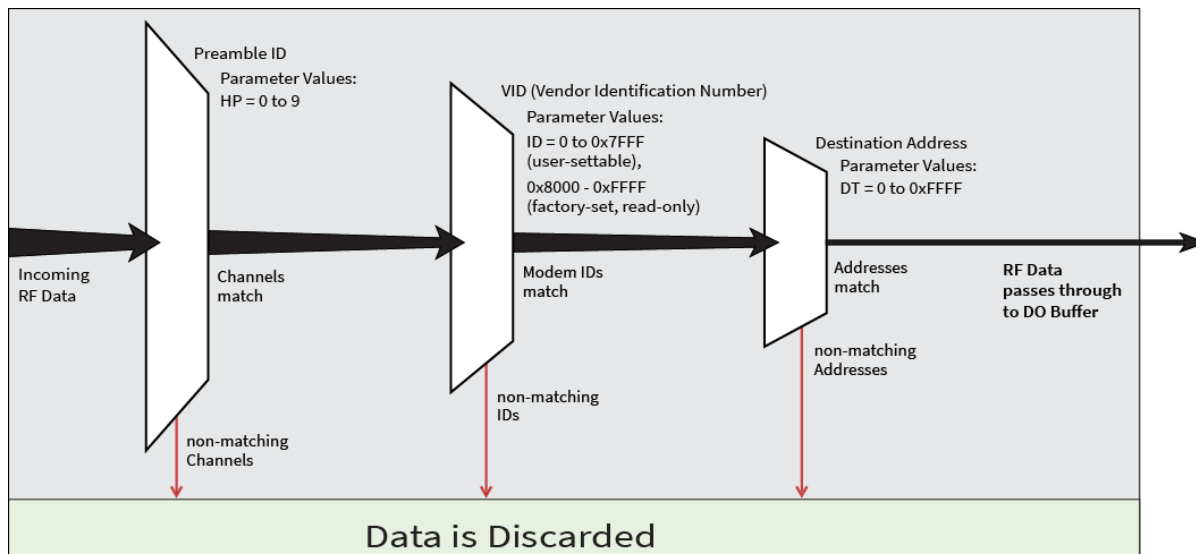 Preamble ID
Parameter Values:
HP = 0 to 9
VID (Vendor Identification Number)
Parameter Values:
ID = 0 to 0x7FFF
(user-settable),
0x8000 - 0xFFFF
(factory-set, read-only)
Destination Address
Parameter Values:
DT = 0 to 0xFFFF
Incoming
RF Data
Channels
match
Modem IDs
match
Addresses
match
RF Data
passes through
to DO Buffer
non-matching
Channels
non-matching
IDs
non-matching
Addresses
Data is Discarded